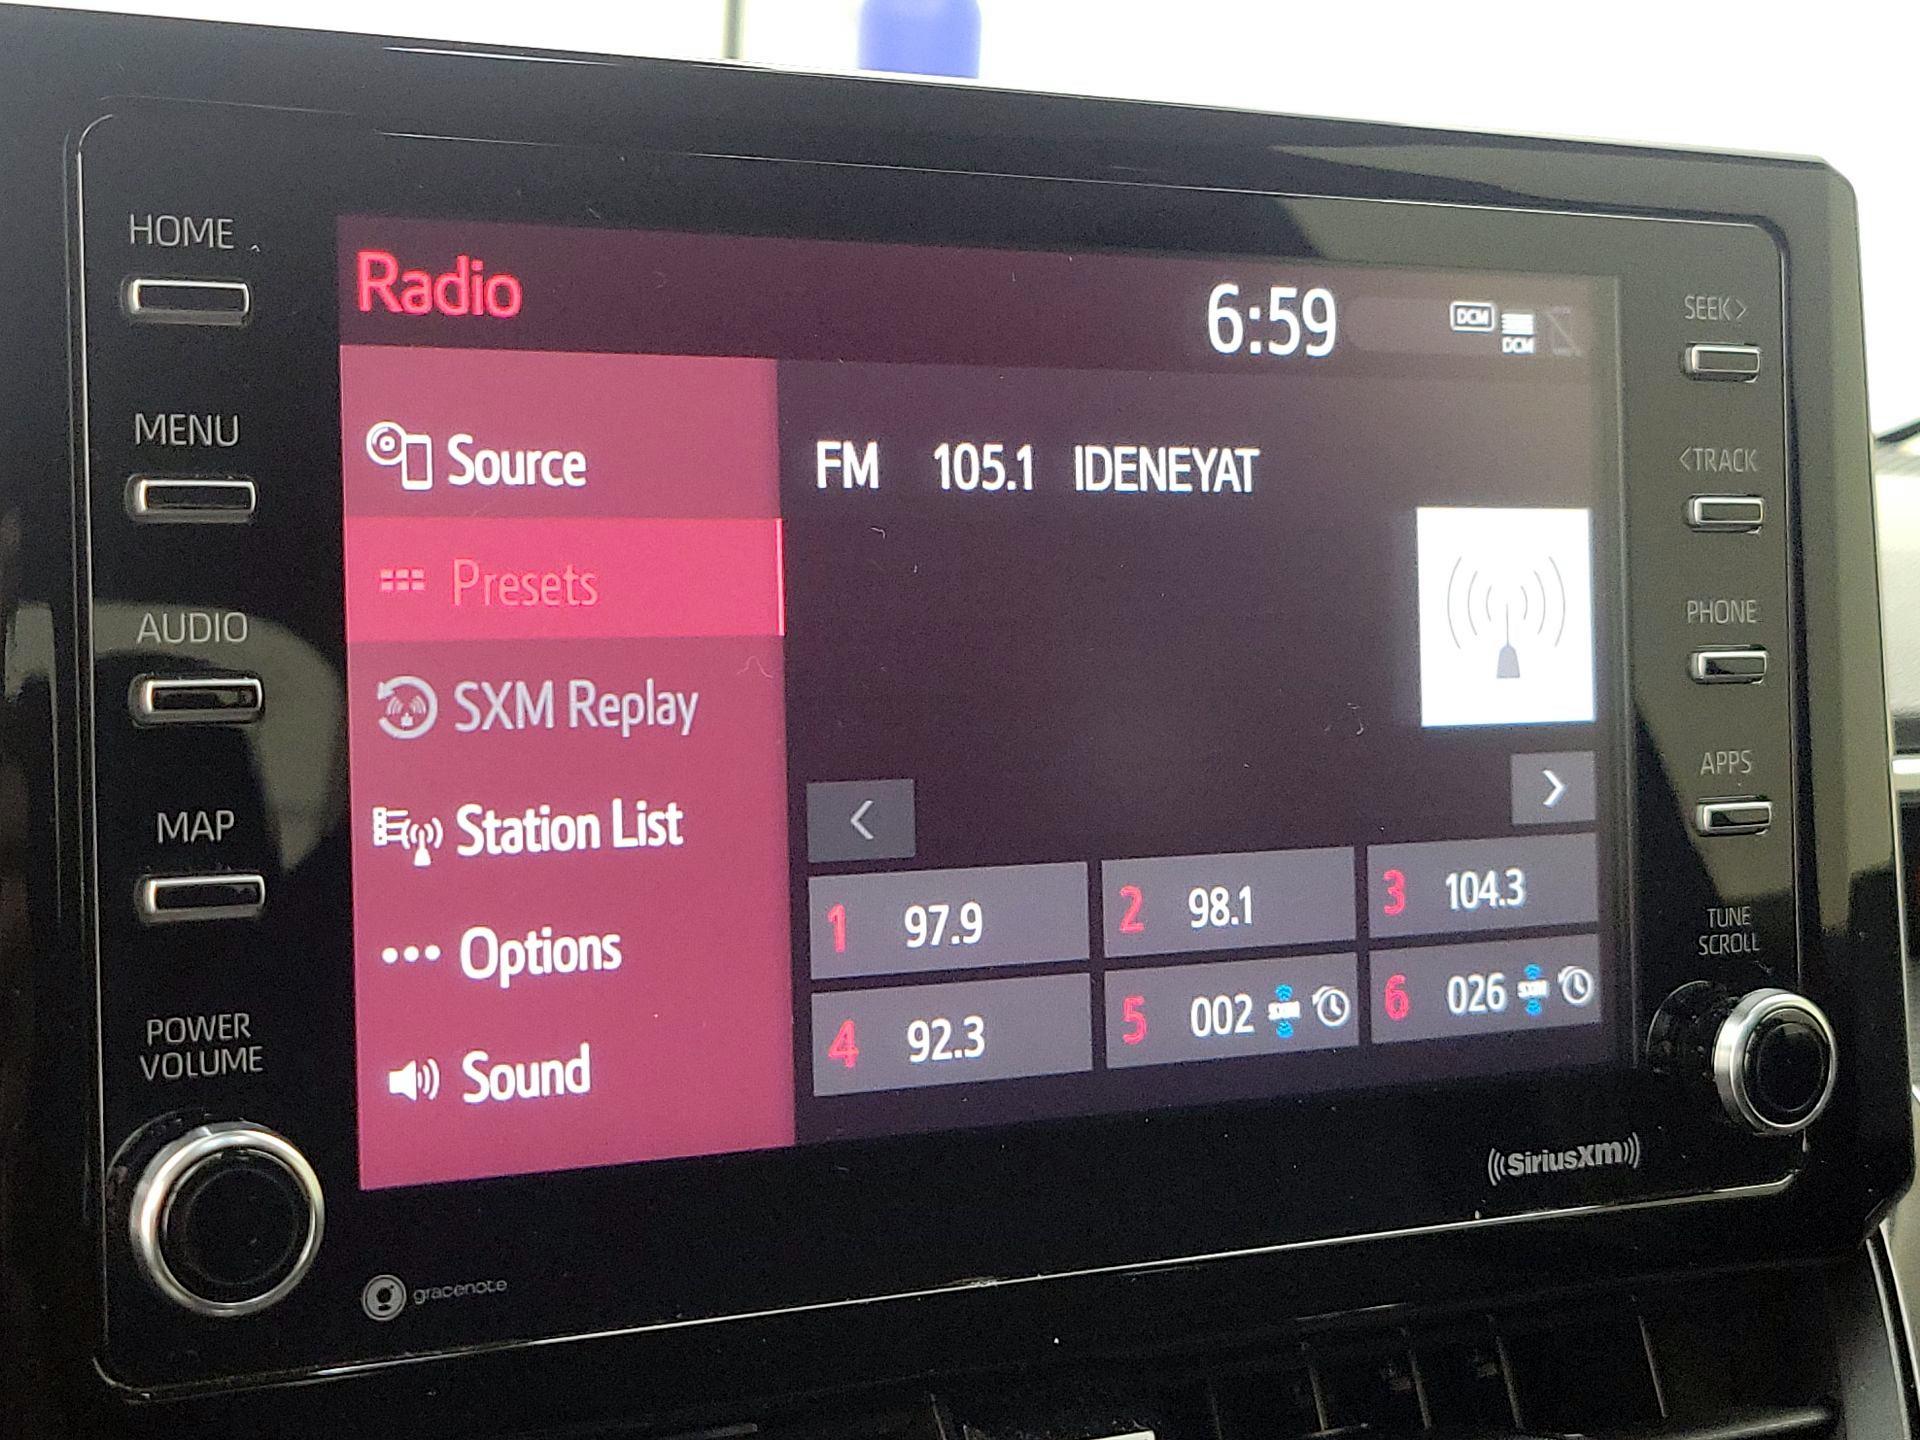 HOME
MENU
AUDIO
MAP
POWER
VOLUME
Radio
6:59
DCM
DCM
Source
Presets
SXM Replay
Station List
Options
Sound
FM 105.1 IDENEYAT
<
>
1 97.9
2 98.1
3 104.3
4 92.3
5 002 SXM
6 026 SXM
SEEK>
<TRACK
PHONE
APPS
TUNE
SCROLL
gracenote
((SiriusXM))